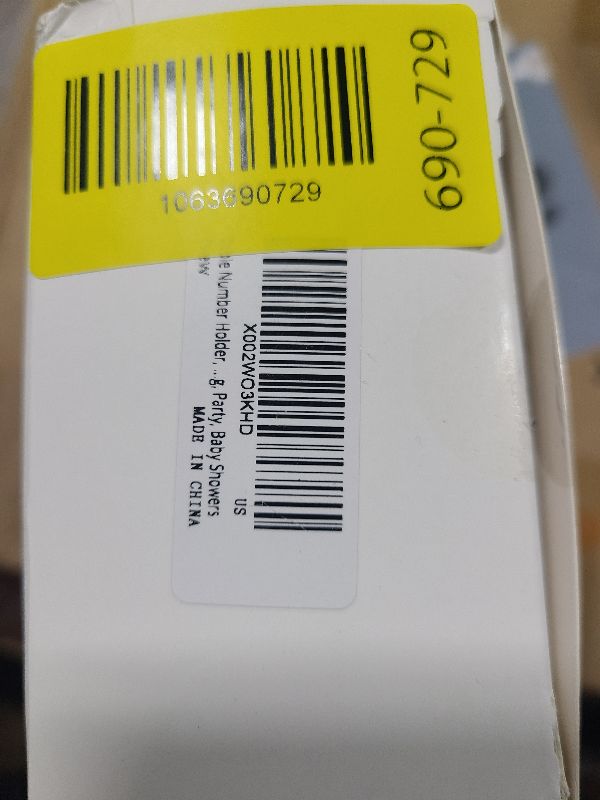 1063690729
690-729
X002WO3KHD
US
Number Holder, ...g, Party, Baby Showers
MADE IN CHINA